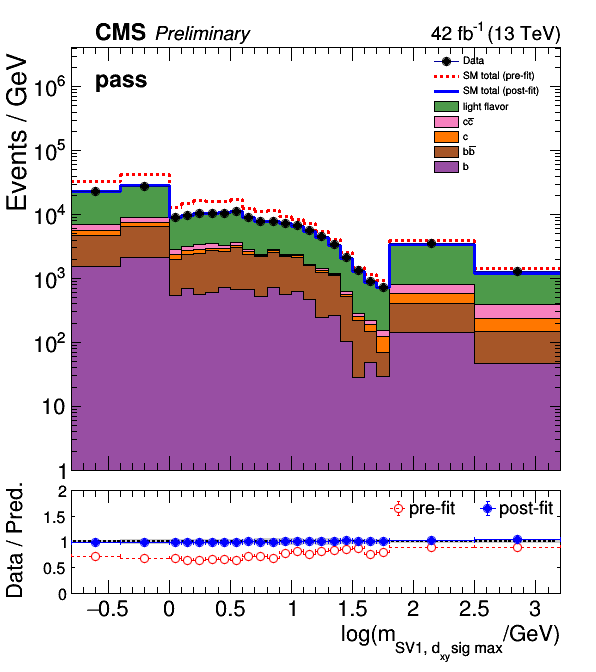 CMS Preliminary 42 fb⁻¹ (13 TeV)
pass
Data
SM total (pre-fit)
SM total (post-fit)
light flavor
cc̅
c
bb̅
b
Events / GeV
10⁶
10⁵
10⁴
10³
10²
10
1
Data / Pred.
2
1.5
1
0.5
0
pre-fit post-fit
−0.5 0 0.5 1 1.5 2 2.5 3
log(m_SV1, d_xy sig max/GeV)